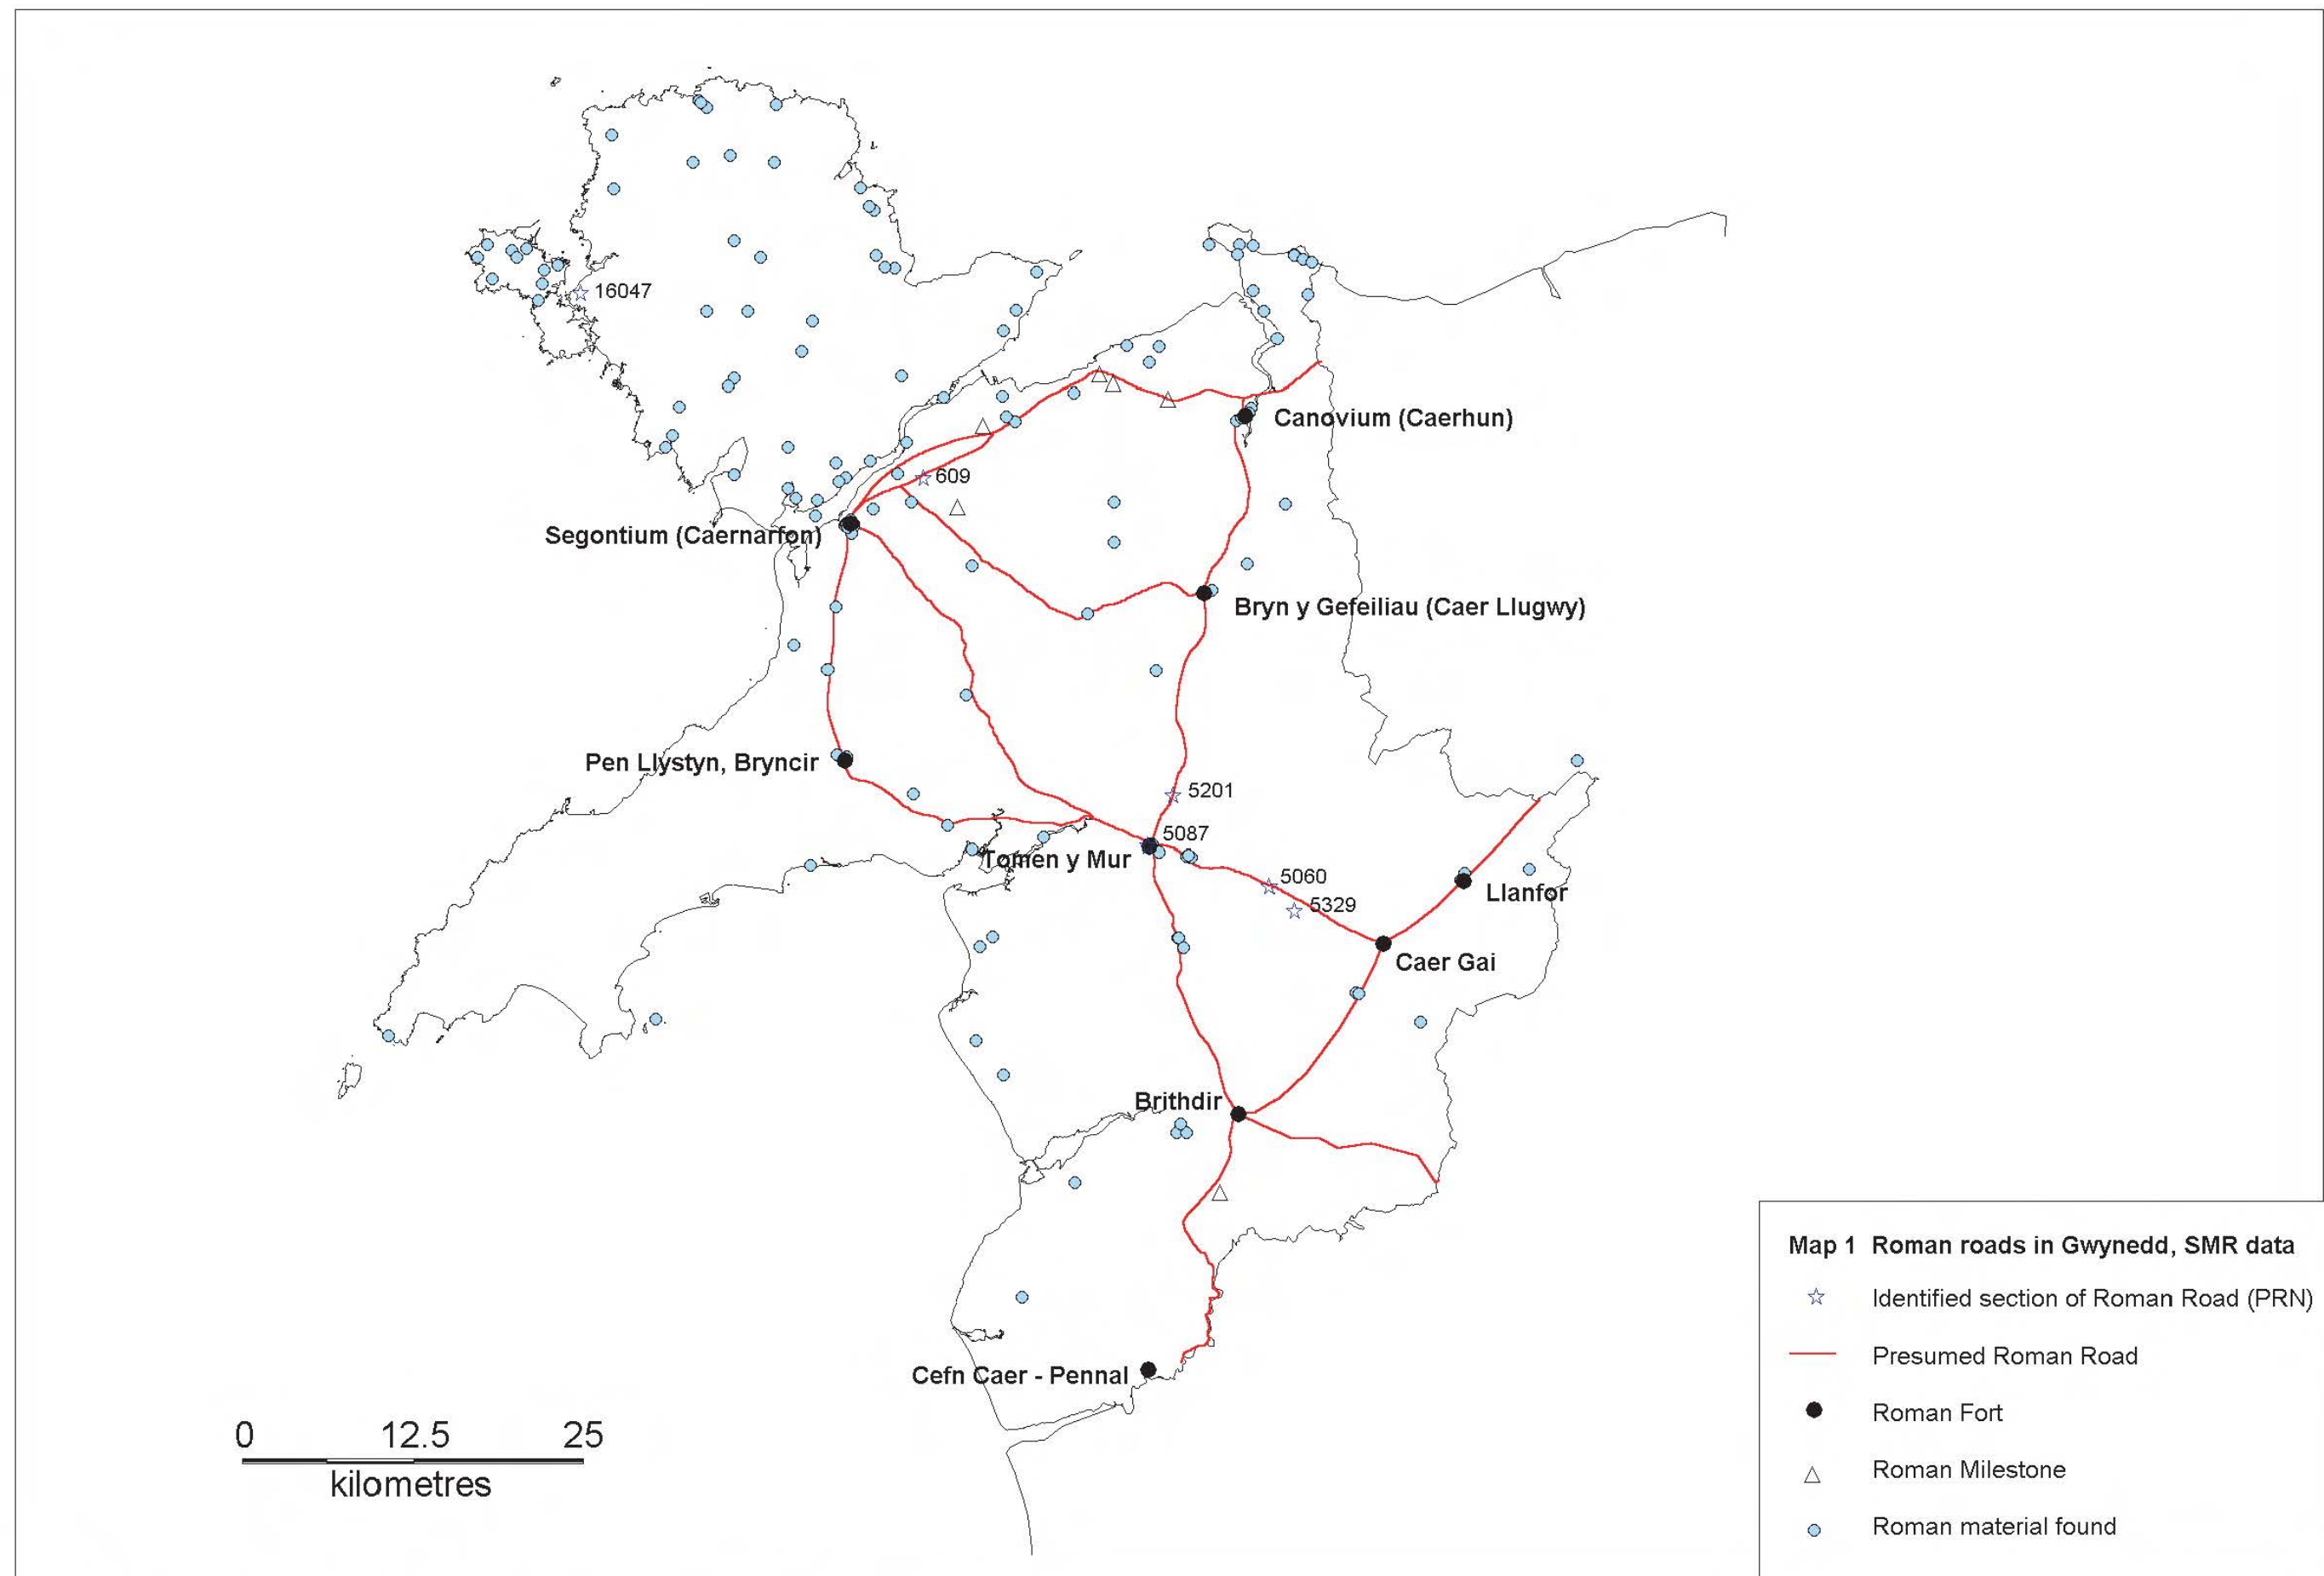 16047
Canovium (Caerhun)
609
Segontium (Caernarfon)
Bryn y Gefeiliau (Caer Llugwy)
Pen Llystyn, Bryncir
5201
5087
Tomen y Mur
5060
5329
Llanfor
Caer Gai
Brithdir
Cefn Caer - Pennal
0 12.5 25
kilometres
Map 1 Roman roads in Gwynedd, SMR data
Identified section of Roman Road (PRN)
Presumed Roman Road
Roman Fort
Roman Milestone
Roman material found